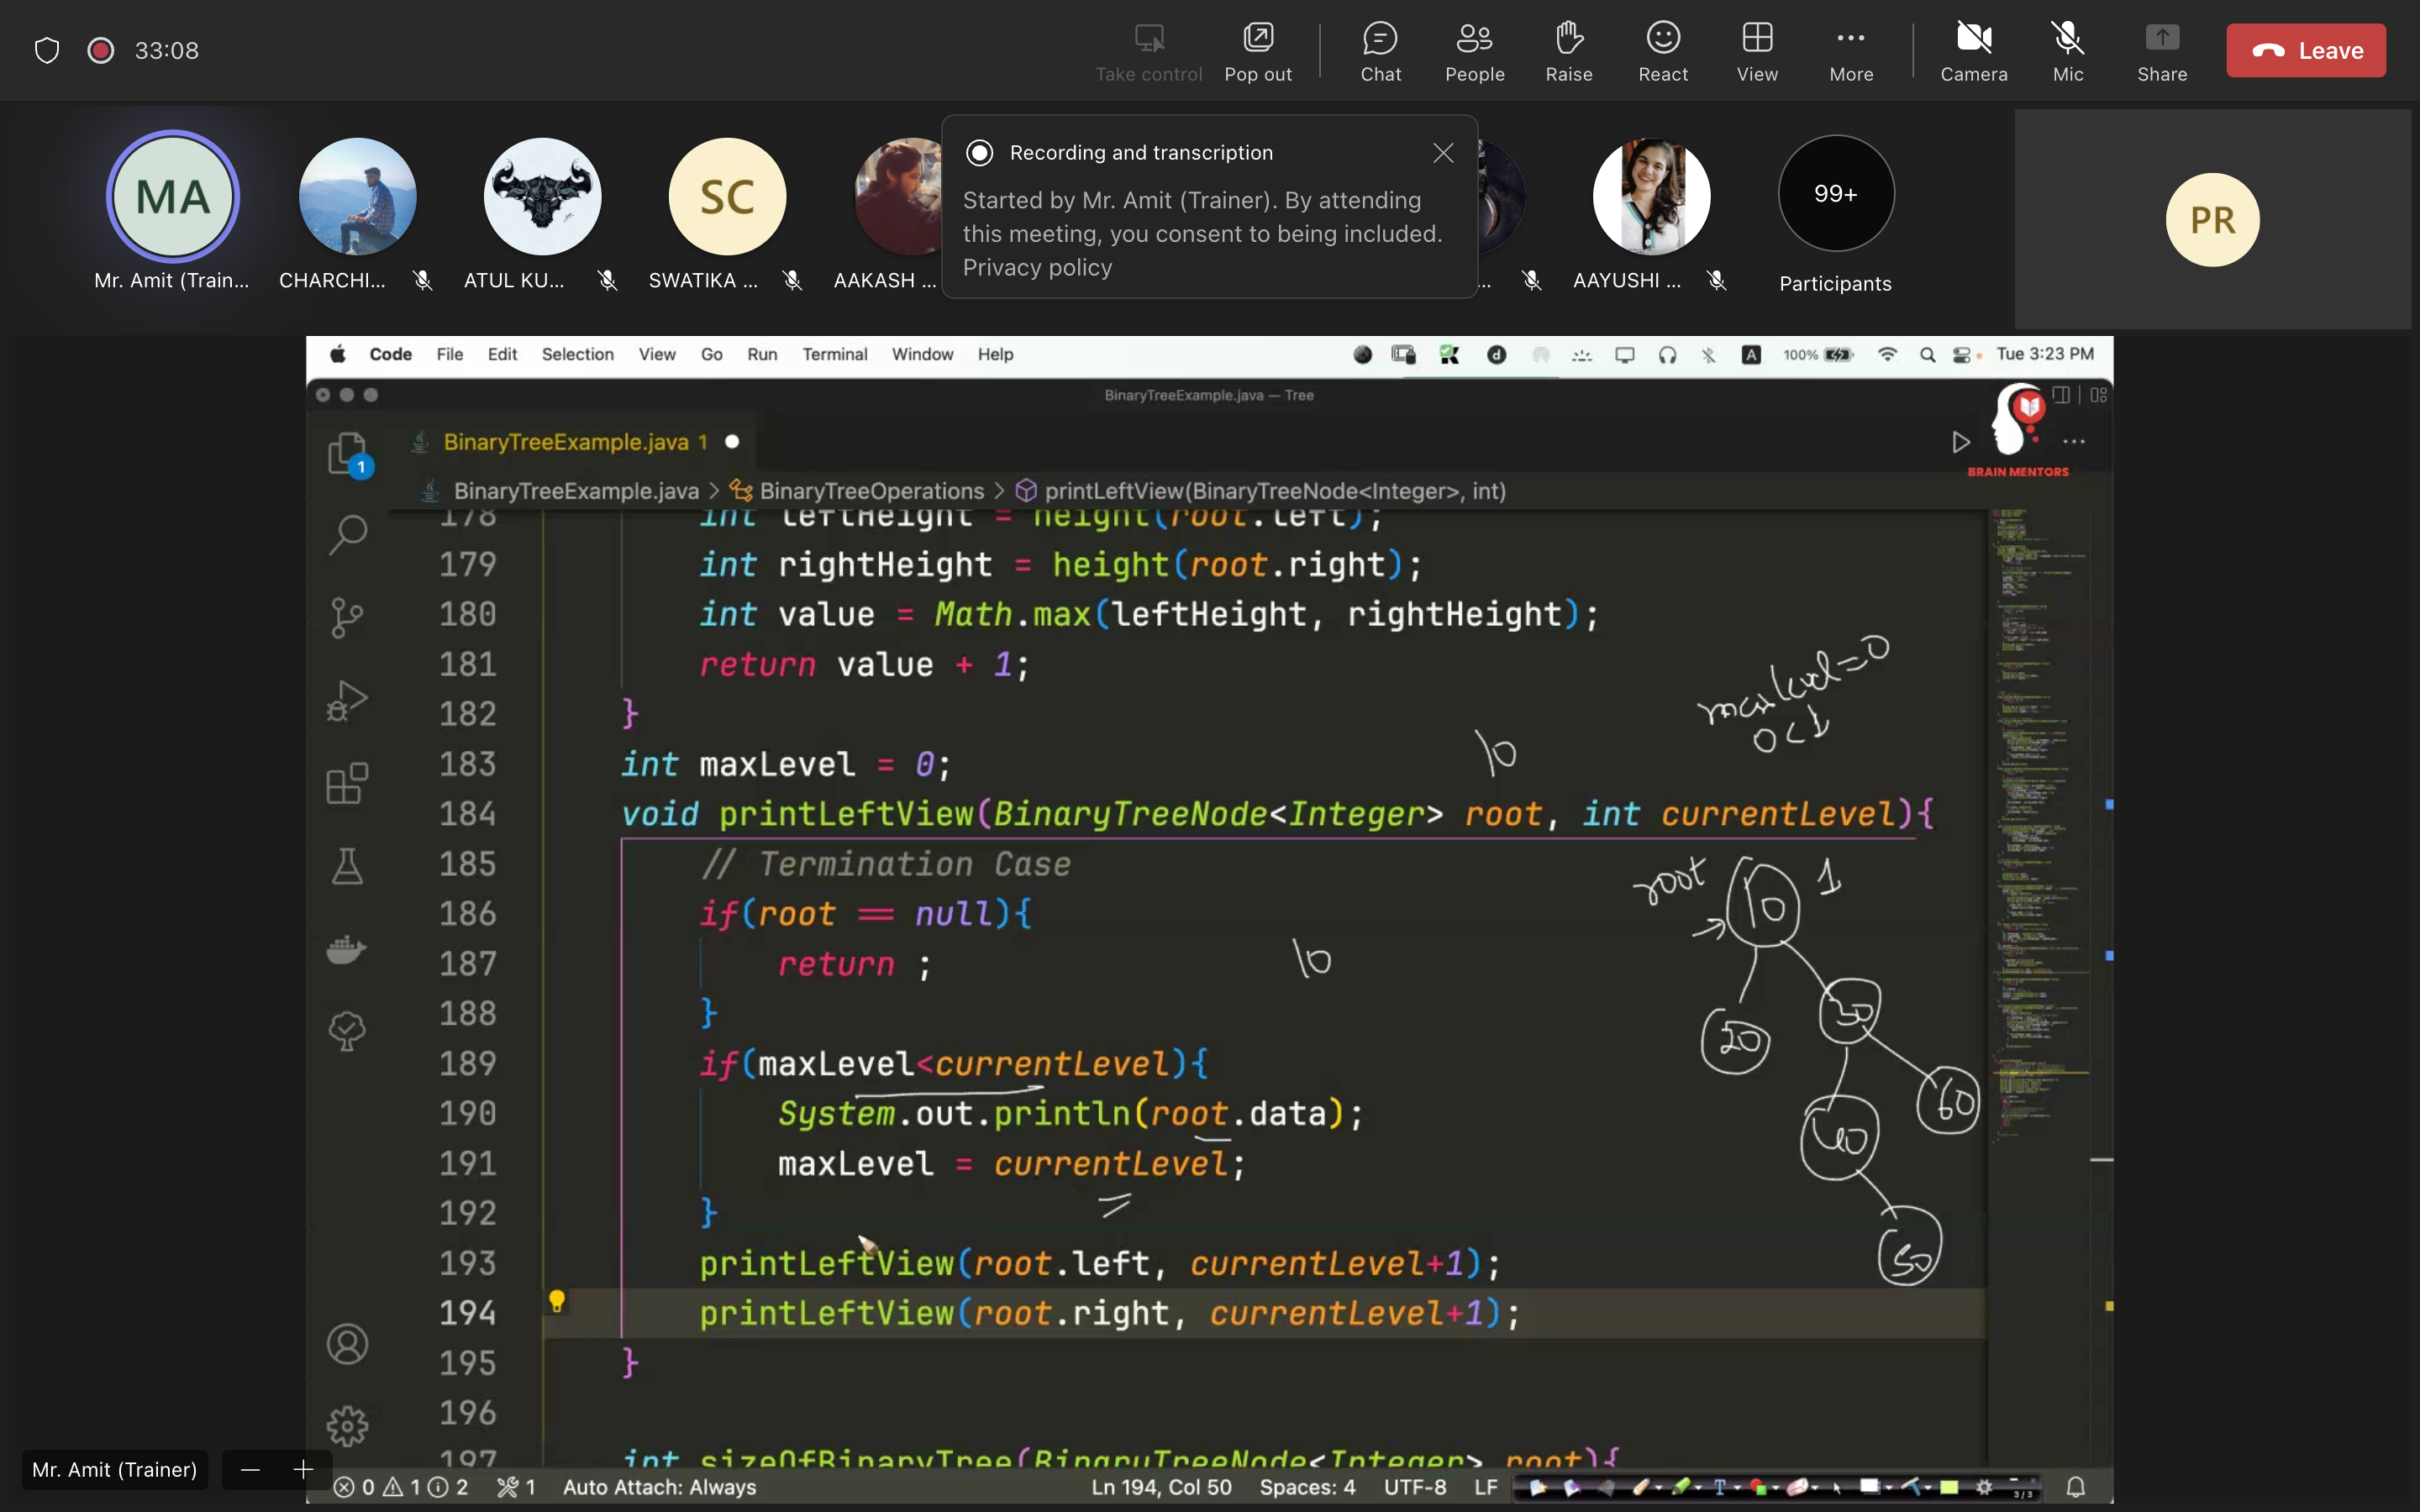 33:08
Take control Pop out Chat People Raise React View More Camera Mic Share Leave
MA SC 99+ PR
Recording and transcription
Started by Mr. Amit (Trainer). By attending
this meeting, you consent to being included.
Privacy policy
Mr. Amit (Train... CHARCHI... ATUL KU... SWATIKA ... AAKASH ... ... AAYUSHI ... Participants
Code File Edit Selection View Go Run Terminal Window Help A 100% Tue 3:23 PM
BinaryTreeExample.java — Tree
BinaryTreeExample.java 1
BRAIN MENTORS
1
BinaryTreeExample.java > BinaryTreeOperations > printLeftView(BinaryTreeNode<Integer>, int)
178 int leftHeight = height(root.left);
179 int rightHeight = height(root.right);
180 int value = Math.max(leftHeight, rightHeight);
181 return value + 1;
182 }
maxlevel=0
0<1
10
183 int maxLevel = 0;
184 void printLeftView(BinaryTreeNode<Integer> root, int currentLevel){
185 // Termination Case
root 10 1
186 if(root == null){
187 return ;
10
188 }
20 30
189 if(maxLevel<currentLevel){
60
190 System.out.println(root.data);
40
191 maxLevel = currentLevel;
192 }
50
193 printLeftView(root.left, currentLevel+1);
194 printLeftView(root.right, currentLevel+1);
195 }
196
197 int sizeOfBinaryTree(BinaryTreeNode<Integer> root){
Mr. Amit (Trainer)
0 1 2 1 Auto Attach: Always Ln 194, Col 50 Spaces: 4 UTF-8 LF 3/3